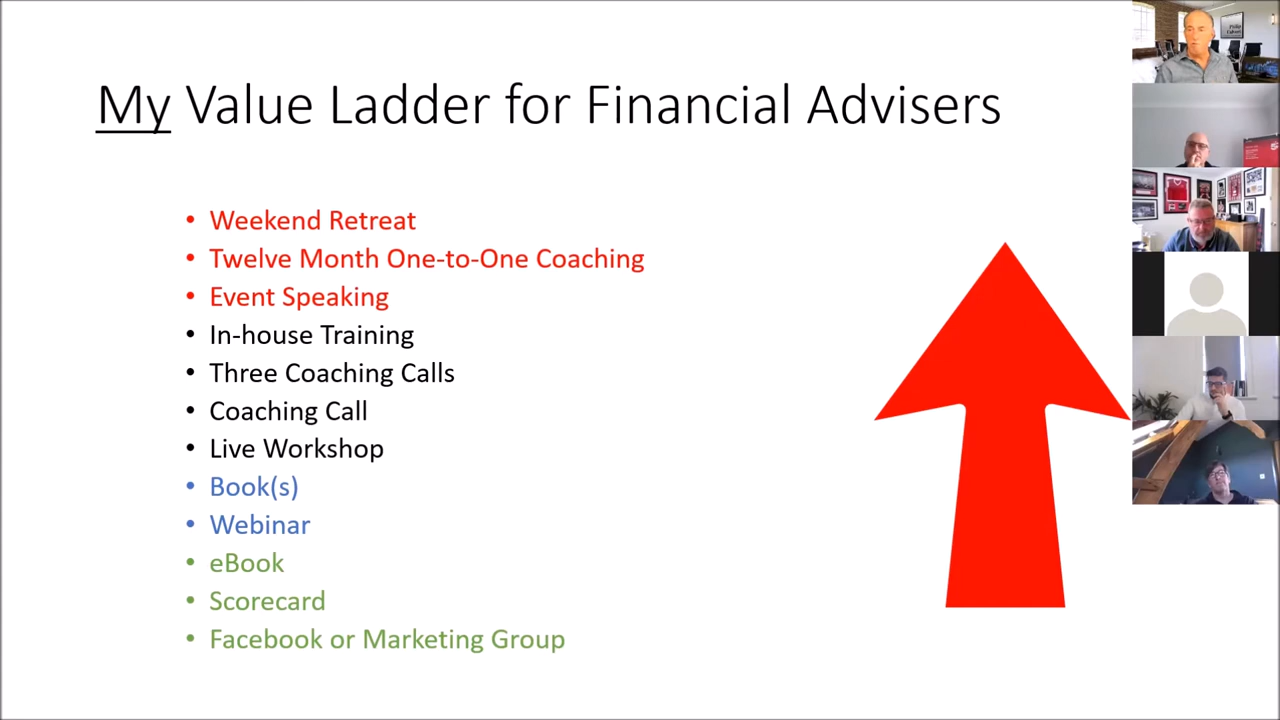 My Value Ladder for Financial Advisers
• Weekend Retreat
• Twelve Month One-to-One Coaching
• Event Speaking
• In-house Training
• Three Coaching Calls
• Coaching Call
• Live Workshop
• Book(s)
• Webinar
• eBook
• Scorecard
• Facebook or Marketing Group